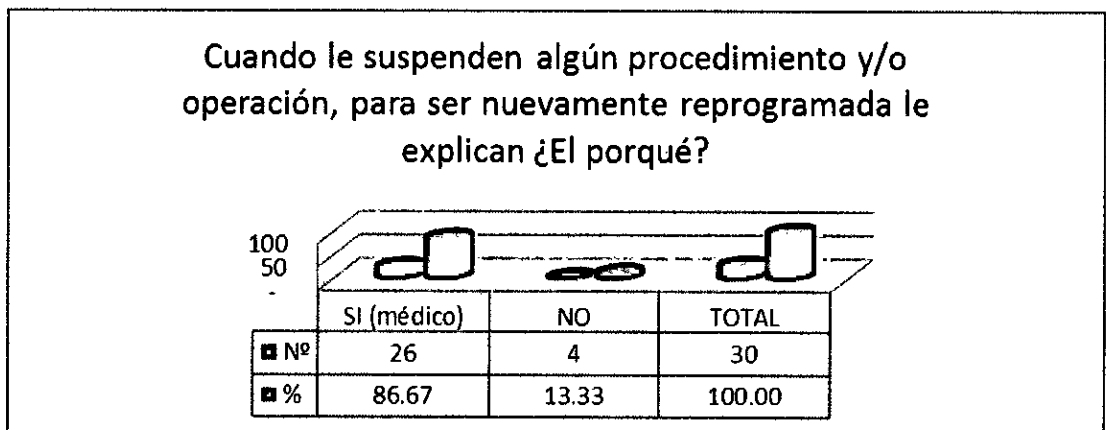 Cuando le suspenden algún procedimiento y/o
operación, para ser nuevamente reprogramada le
explican ¿El porqué?
100
50
-
SI (médico) NO TOTAL
Nº 26 4 30
% 86.67 13.33 100.00